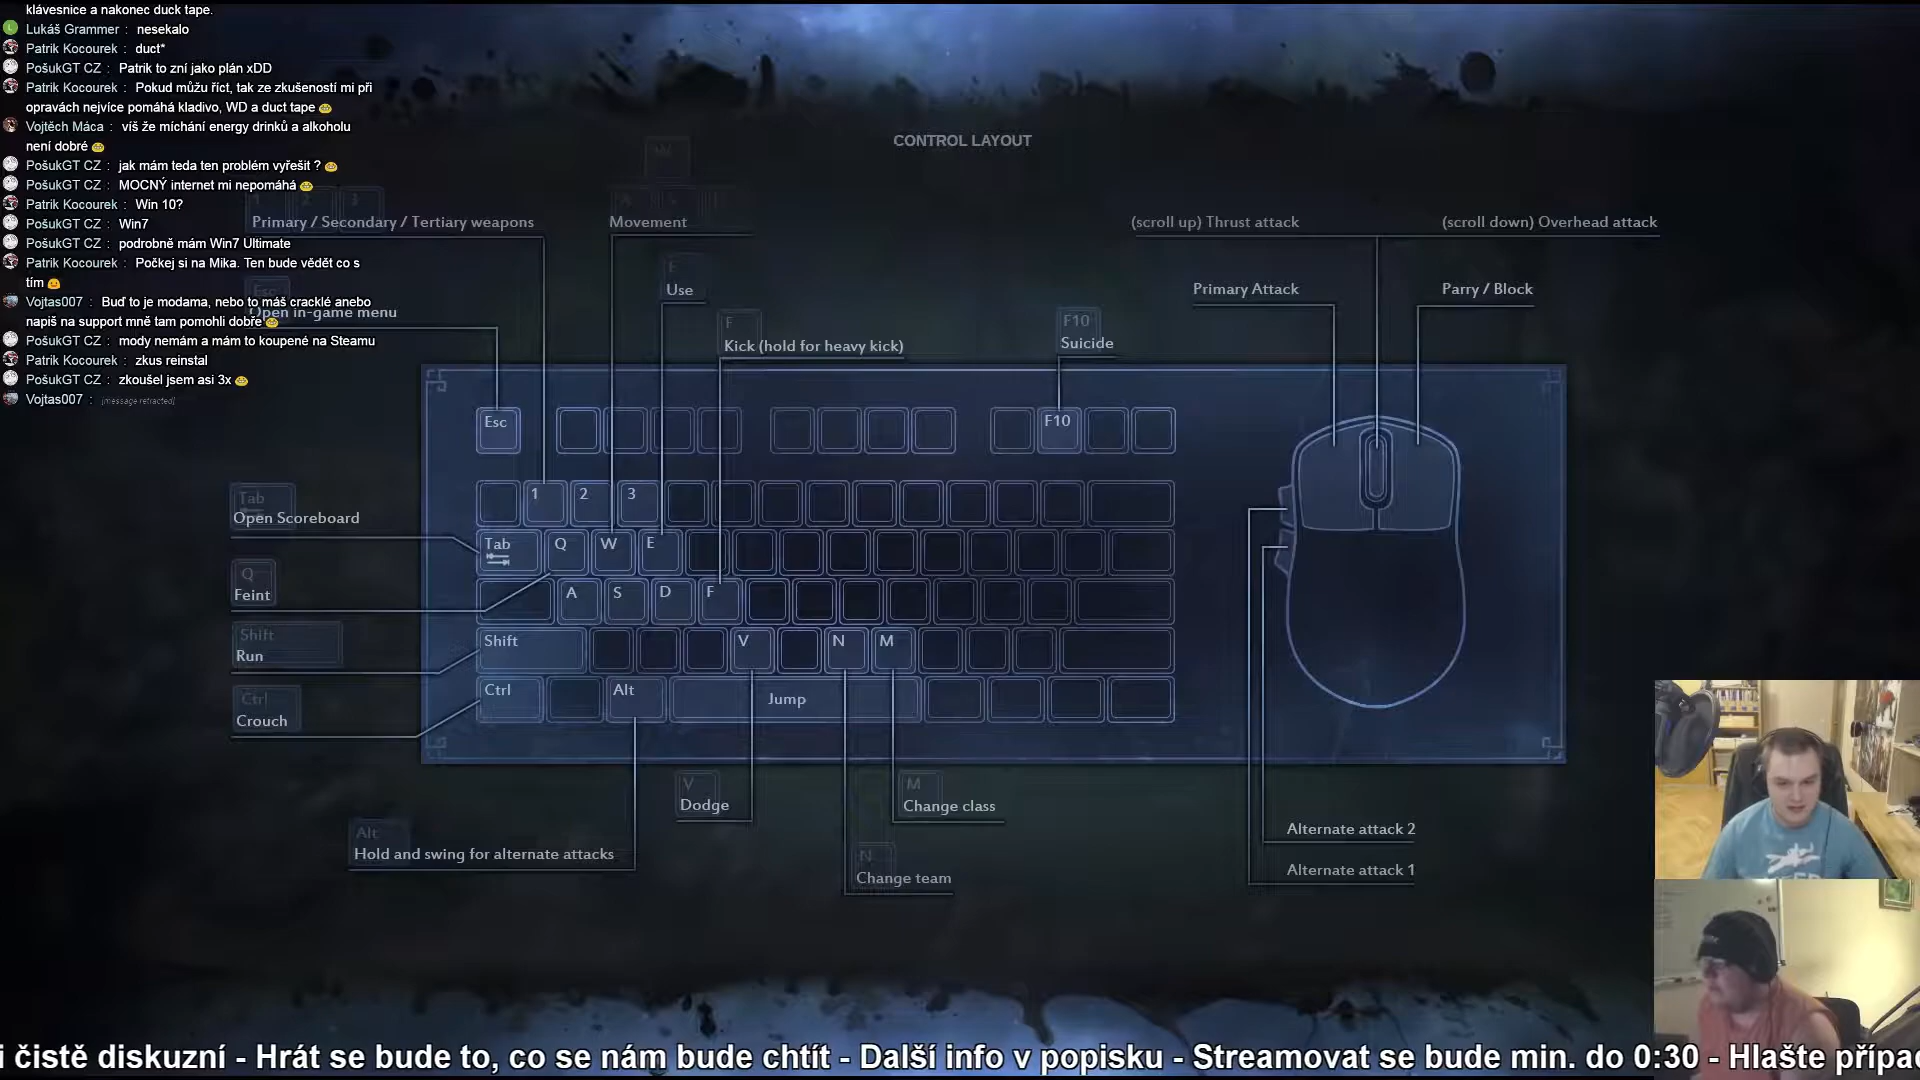 klávesnice a nakonec duck tape.
Lukáš Grammer : nesekalo
Patrik Kocourek : duct*
PošukGT CZ : Patrik to zní jako plán xDD
Patrik Kocourek : Pokud můžu říct, tak ze zkušeností mi při
opravách nejvíce pomáhá kladivo, WD a duct tape
Vojtěch Máca : víš že míchání energy drinků a alkoholu
není dobré
PošukGT CZ : jak mám teda ten problém vyřešit ?
PošukGT CZ : MOCNÝ internet mi nepomáhá
Patrik Kocourek : Win 10?
PošukGT CZ : Win7
PošukGT CZ : podrobně mám Win7 Ultimate
Patrik Kocourek : Počkej si na Mika. Ten bude vědět co s
tím
Vojtas007 : Buď to je modama, nebo to máš cracklé anebo
napiš na support mně tam pomohli dobře
PošukGT CZ : mody nemám a mám to koupené na Steamu
Patrik Kocourek : zkus reinstal
PošukGT CZ : zkoušel jsem asi 3x
Vojtas007 : [message retracted]
CONTROL LAYOUT
W
1 2 3
Primary / Secondary / Tertiary weapons
Movement
(scroll up) Thrust attack
(scroll down) Overhead attack
E
Use
Primary Attack
Parry / Block
Esc
Open in-game menu
F
Kick (hold for heavy kick)
F10
Suicide
Esc
F10
1 2 3
Tab
Open Scoreboard
Tab Q W E
Q
Feint
A S D F
Shift
Run
Shift V N M
Ctrl
Crouch
Ctrl Alt Jump
V
Dodge
M
Change class
Alt
Hold and swing for alternate attacks
N
Change team
Alternate attack 2
Alternate attack 1
i čistě diskuzní - Hrát se bude to, co se nám bude chtít - Další info v popisku - Streamovat se bude min. do 0:30 - Hlašte případ